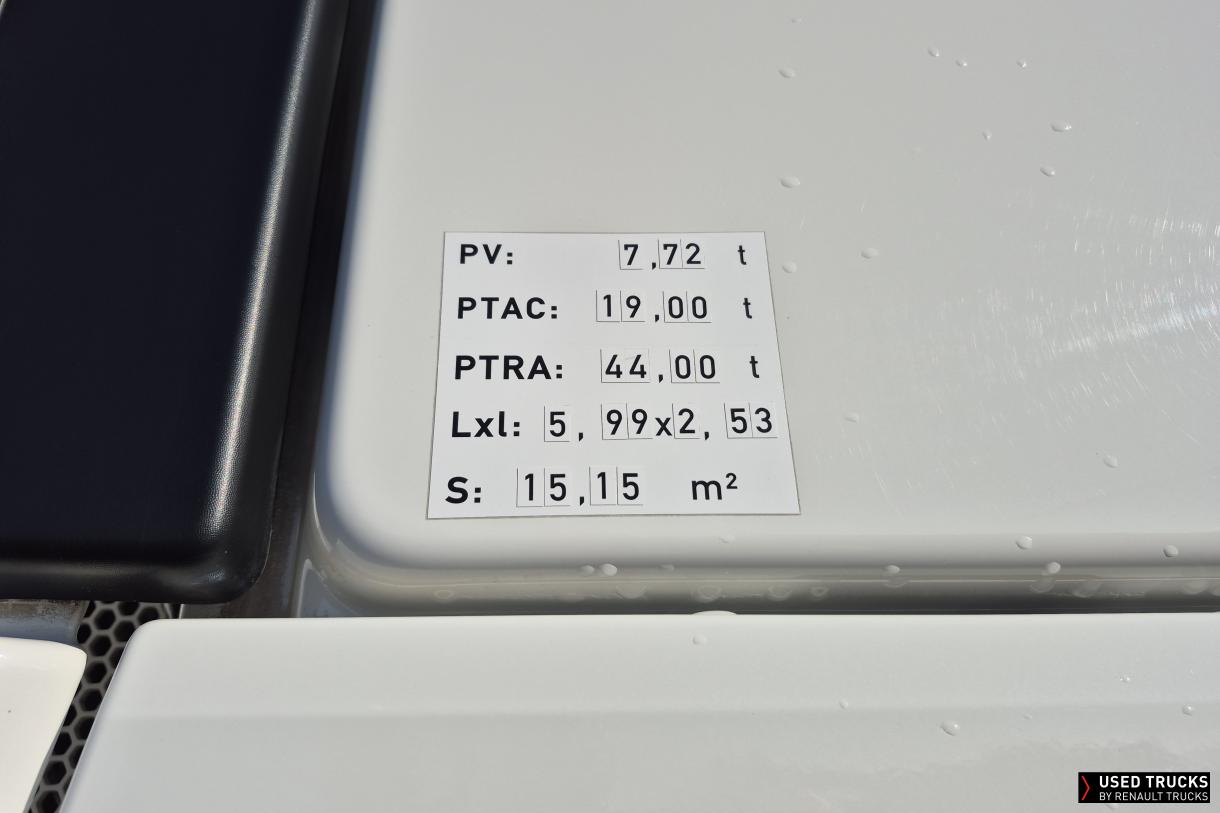 PV: 7,72 t
PTAC: 19,00 t
PTRA: 44,00 t
Lxl: 5,99x2,53
S: 15,15 m²
USED TRUCKS
BY RENAULT TRUCKS